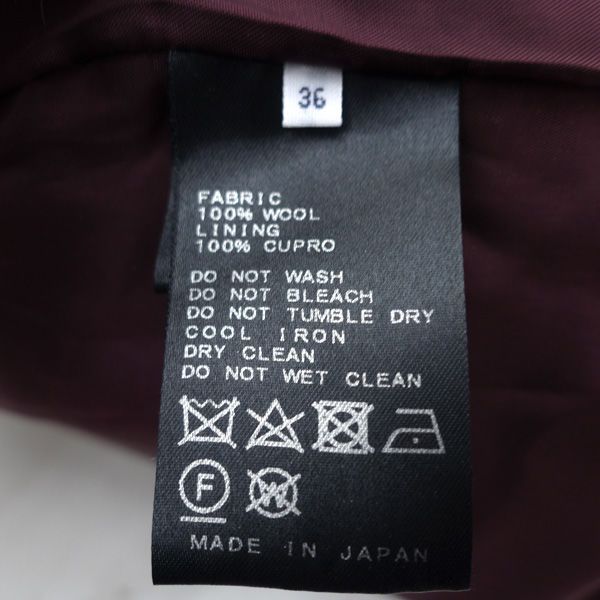 36
FABRIC
100% WOOL
LINING
100% CUPRO
DO NOT WASH
DO NOT BLEACH
DO NOT TUMBLE DRY
COOL IRON
DRY CLEAN
DO NOT WET CLEAN
F W
MADE IN JAPAN